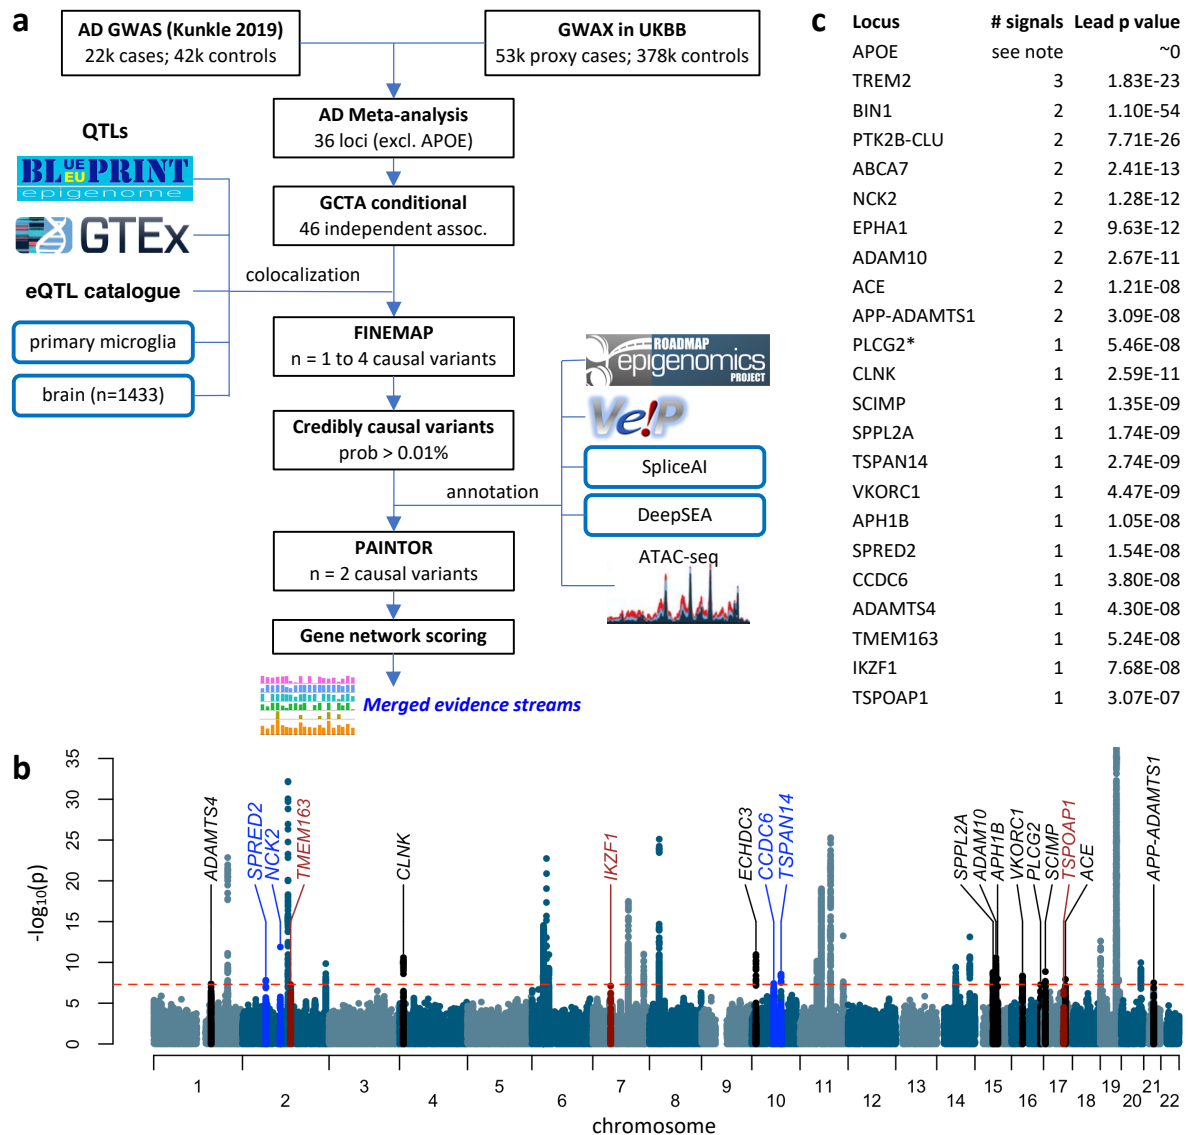 a
AD GWAS (Kunkle 2019)
22k cases; 42k controls
GWAX in UKBB
53k proxy cases; 378k controls
AD Meta-analysis
36 loci (excl. APOE)
QTLs
BLUEPRINT
EU
epigenome
GTEx
eQTL catalogue
primary microglia
brain (n=1433)
GCTA conditional
46 independent assoc.
colocalization
FINEMAP
n = 1 to 4 causal variants
Credibly causal variants
prob > 0.01%
annotation
ROADMAP
epigenomics
PROJECT
Ve!P
SpliceAI
DeepSEA
ATAC-seq
PAINTOR
n = 2 causal variants
Gene network scoring
Merged evidence streams
c
Locus # signals Lead p value
APOE see note ~0
TREM2 3 1.83E-23
BIN1 2 1.10E-54
PTK2B-CLU 2 7.71E-26
ABCA7 2 2.41E-13
NCK2 2 1.28E-12
EPHA1 2 9.63E-12
ADAM10 2 2.67E-11
ACE 2 1.21E-08
APP-ADAMTS1 2 3.09E-08
PLCG2* 1 5.46E-08
CLNK 1 2.59E-11
SCIMP 1 1.35E-09
SPPL2A 1 1.74E-09
TSPAN14 1 2.74E-09
VKORC1 1 4.47E-09
APH1B 1 1.05E-08
SPRED2 1 1.54E-08
CCDC6 1 3.80E-08
ADAMTS4 1 4.30E-08
TMEM163 1 5.24E-08
IKZF1 1 7.68E-08
TSPOAP1 1 3.07E-07
b
-log10(p)
35
30
25
20
15
10
5
0
ADAMTS4
SPRED2
NCK2
TMEM163
CLNK
IKZF1
ECHDC3
CCDC6
TSPAN14
SPPL2A
ADAM10
APH1B
VKORC1
PLCG2
SCIMP
TSPOAP1
ACE
APP-ADAMTS1
1 2 3 4 5 6 7 8 9 10 11 12 13 14 15 16 17 18 19 20 21 22
chromosome